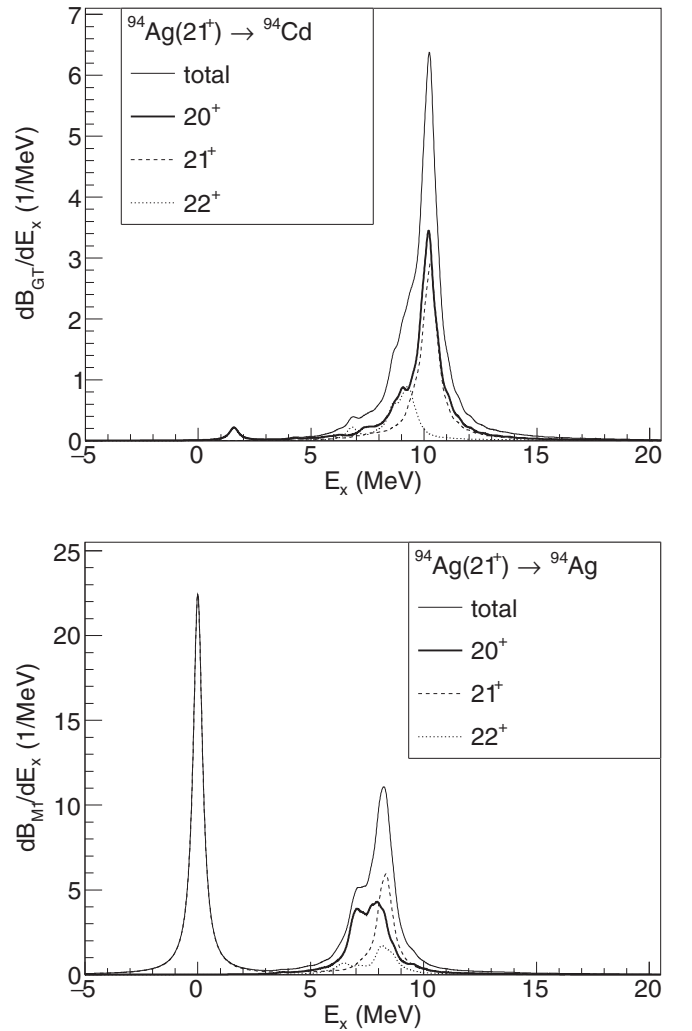 ⁹⁴Ag(21⁺) → ⁹⁴Cd
total
20⁺
21⁺
22⁺
dB_GT/dE_x (1/MeV)
7
6
5
4
3
2
1
0
−5 0 5 10 15 20
E_x (MeV)
⁹⁴Ag(21⁺) → ⁹⁴Ag
total
20⁺
21⁺
22⁺
dB_M1/dE_x (1/MeV)
25
20
15
10
5
0
−5 0 5 10 15 20
E_x (MeV)